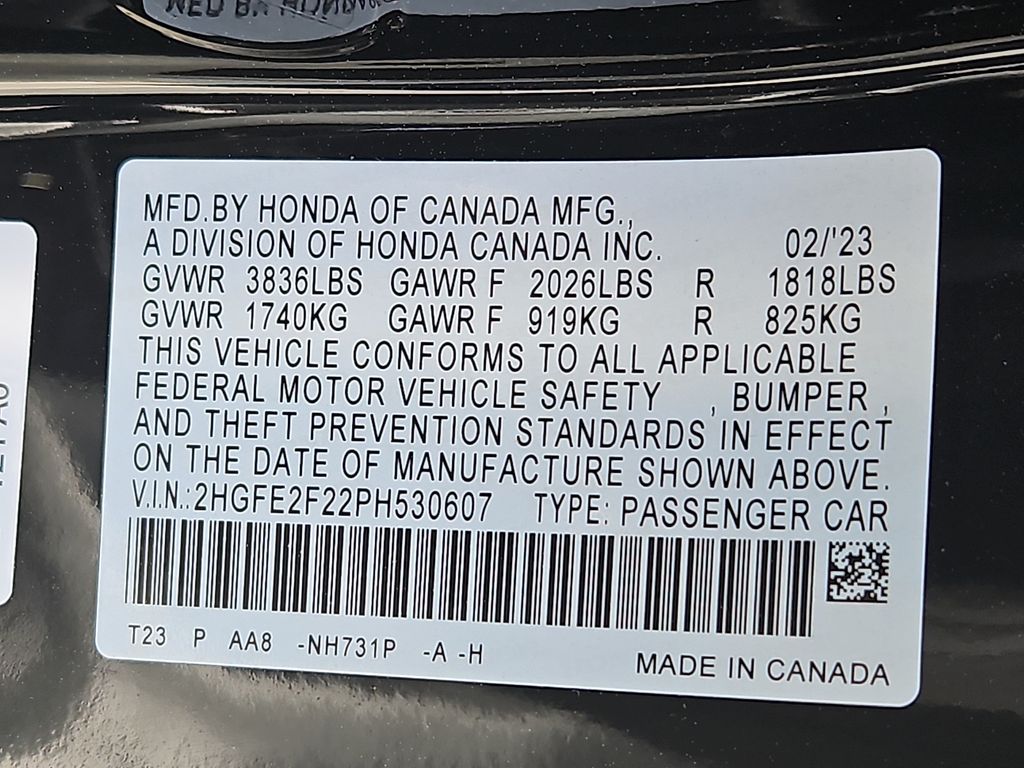 MFD.BY HONDA OF CANADA MFG.,
A DIVISION OF HONDA CANADA INC. 02/'23
GVWR 3836LBS GAWR F 2026LBS R 1818LBS
GVWR 1740KG GAWR F 919KG R 825KG
THIS VEHICLE CONFORMS TO ALL APPLICABLE
FEDERAL MOTOR VEHICLE SAFETY , BUMPER ,
AND THEFT PREVENTION STANDARDS IN EFFECT
ON THE DATE OF MANUFACTURE SHOWN ABOVE.
V.I.N.:2HGFE2F22PH530607 TYPE: PASSENGER CAR
T23 P AA8 -NH731P -A -H
MADE IN CANADA